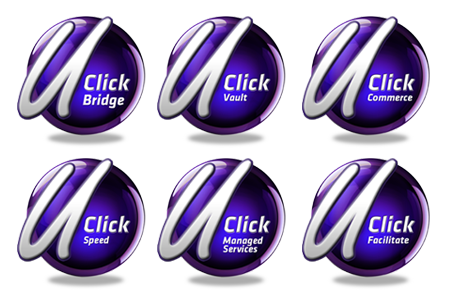 U Click Bridge
U Click Vault
U Click Commerce
U Click Speed
U Click Managed Services
U Click Facilitate